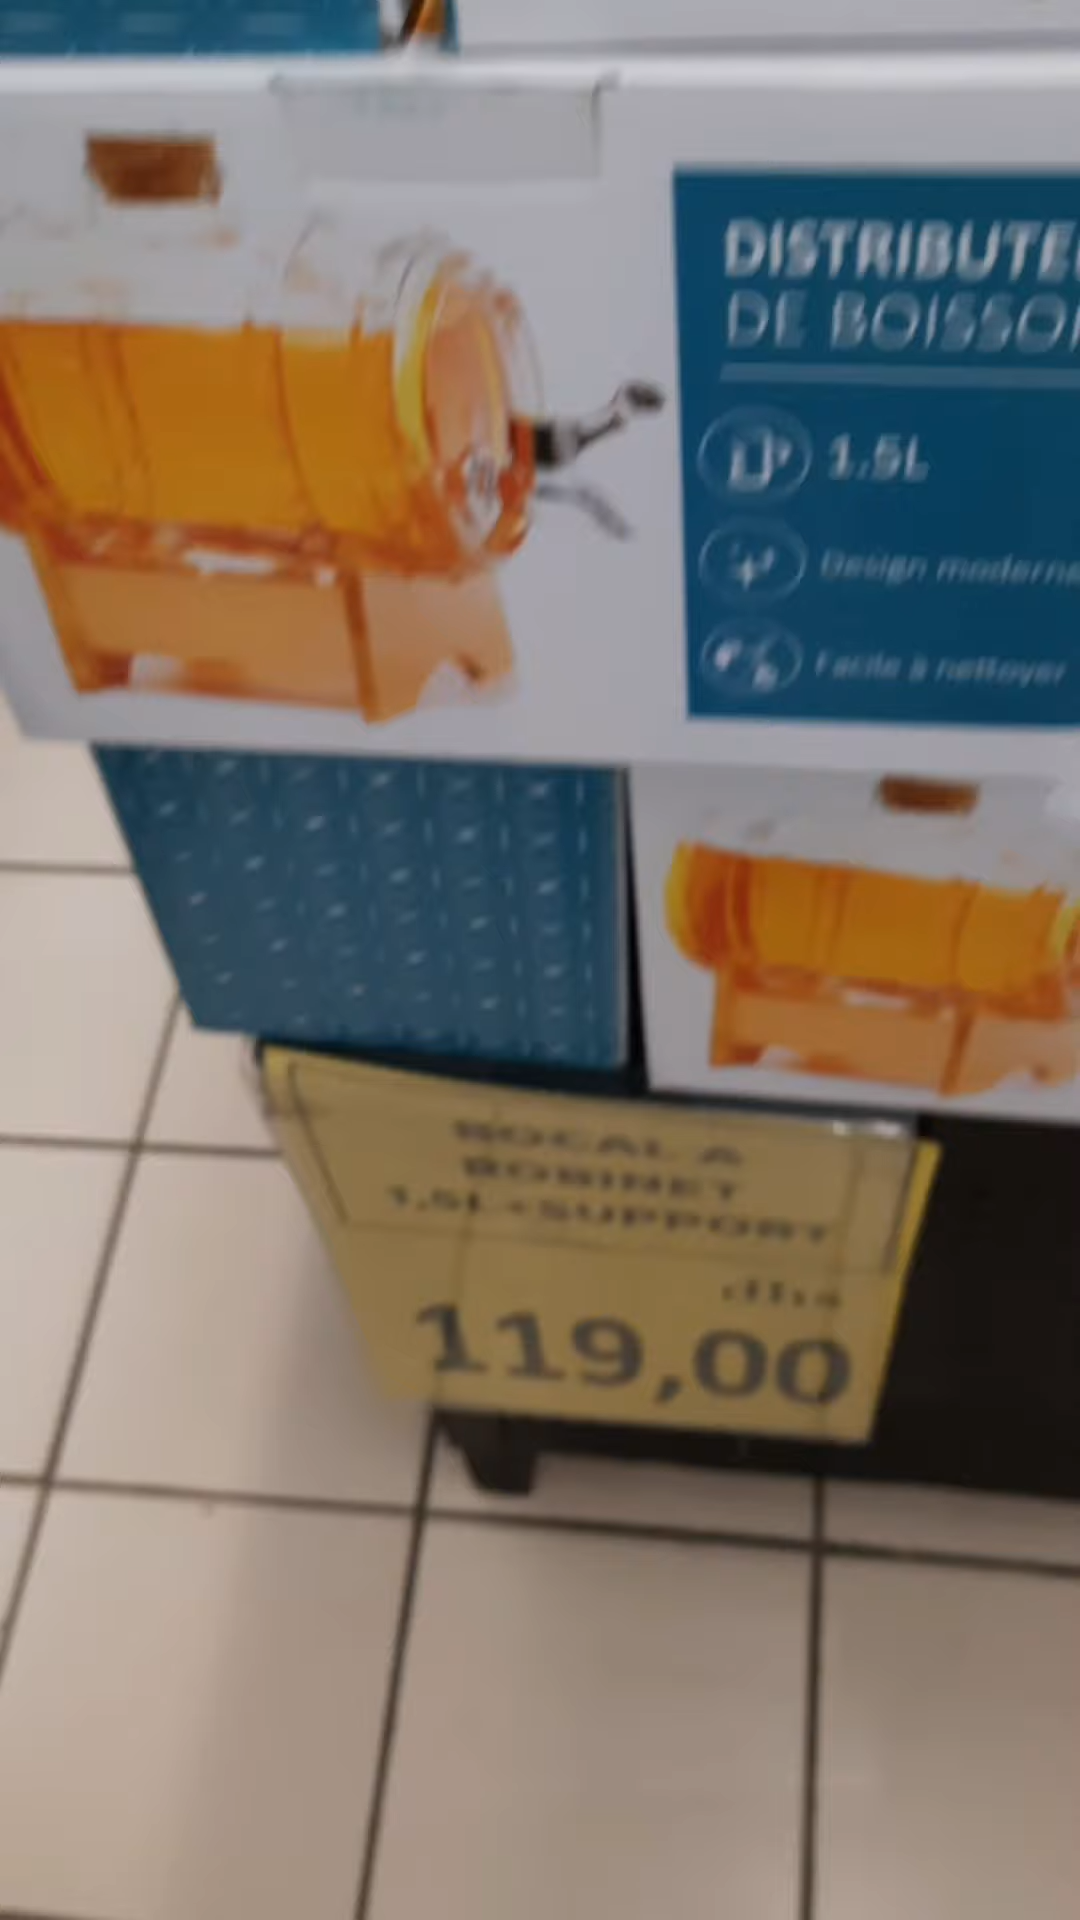 DISTRIBUTE
DE BOISSO
1.5L
Design moderne
Facile à nettoyer
BOCAL A
ROBINET
1.5L+SUPPORT
dhs
119,00